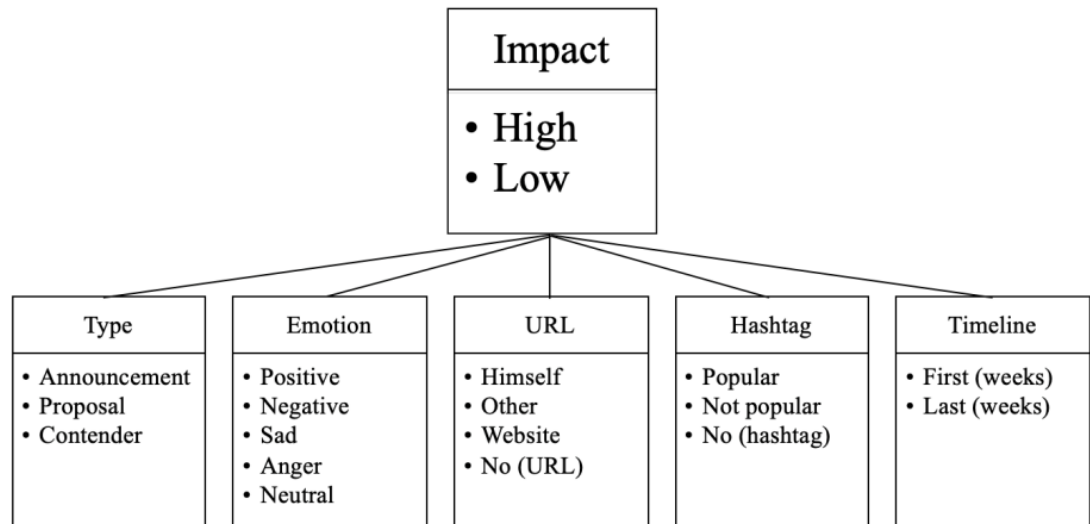 Impact
• High
• Low
Type
• Announcement
• Proposal
• Contender
Emotion
• Positive
• Negative
• Sad
• Anger
• Neutral
URL
• Himself
• Other
• Website
• No (URL)
Hashtag
• Popular
• Not popular
• No (hashtag)
Timeline
• First (weeks)
• Last (weeks)